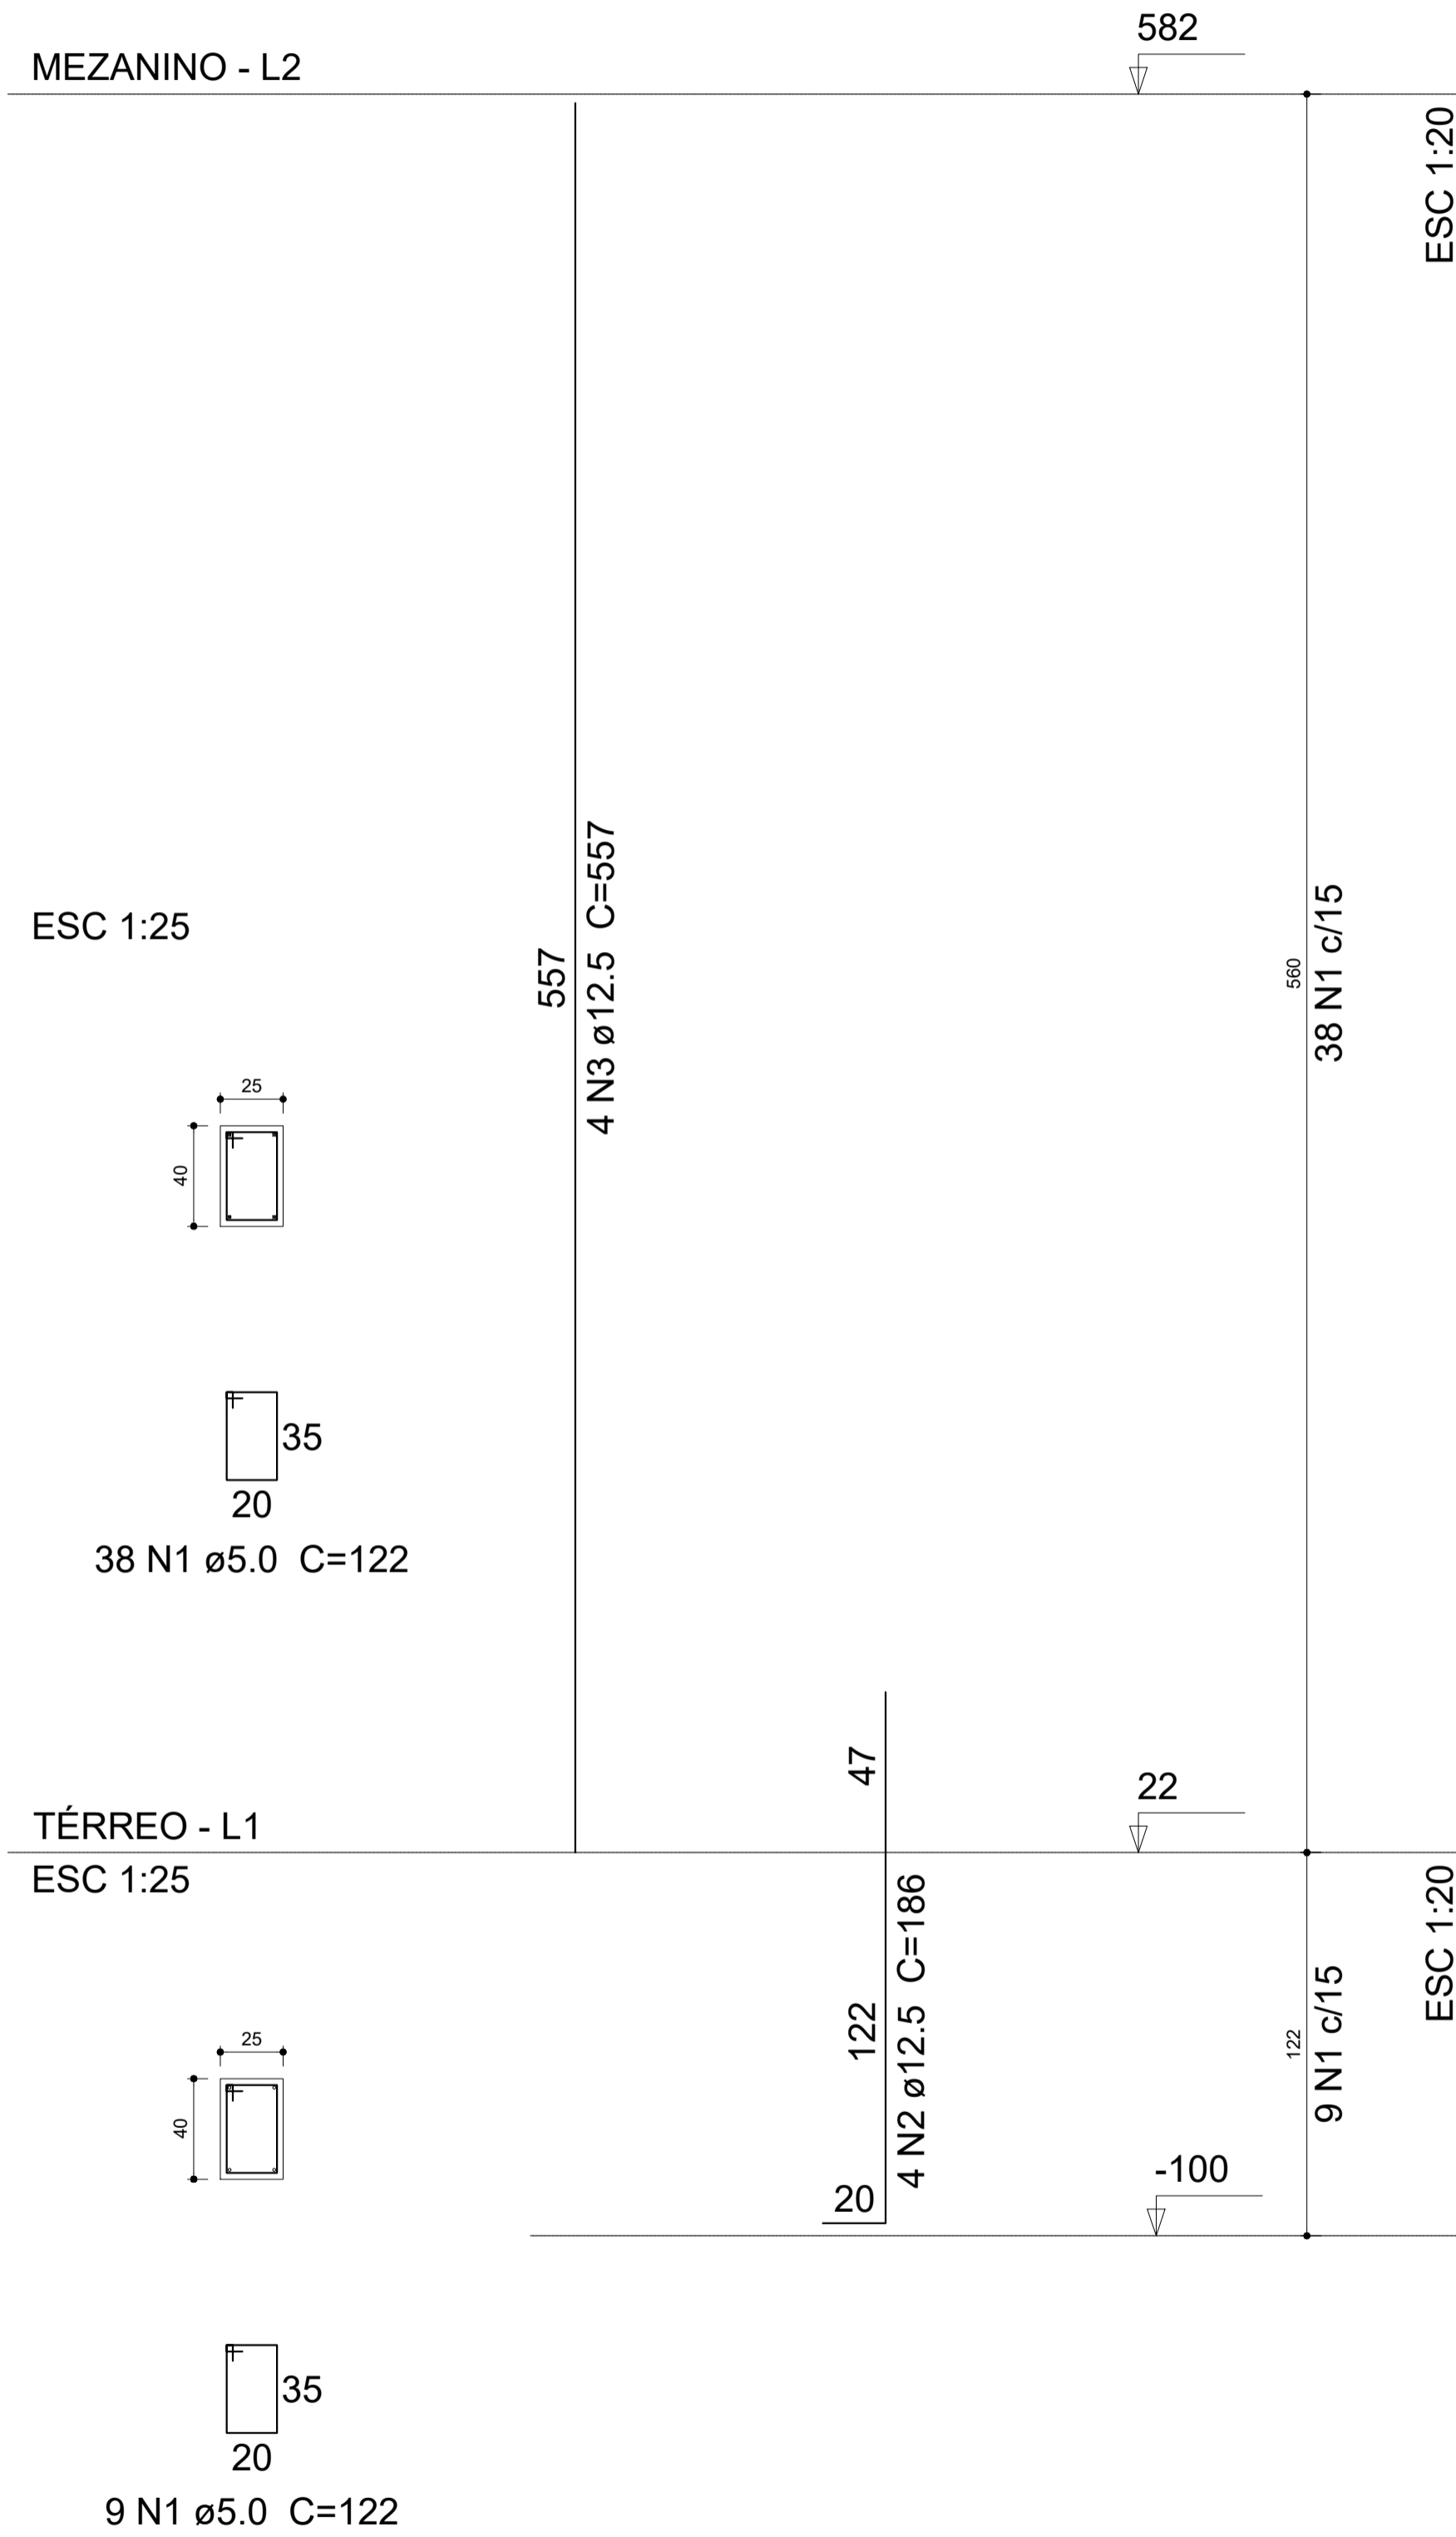 582
MEZANINO - L2
ESC 1:20
ESC 1:25
557
4 N3 ø12.5  C=557
560
38 N1 c/15
25
40
35
20
38 N1 ø5.0  C=122
47
22
TÉRREO - L1
ESC 1:25
ESC 1:20
122
4 N2 ø12.5  C=186
122
9 N1 c/15
25
40
-100
20
35
20
9 N1 ø5.0  C=122